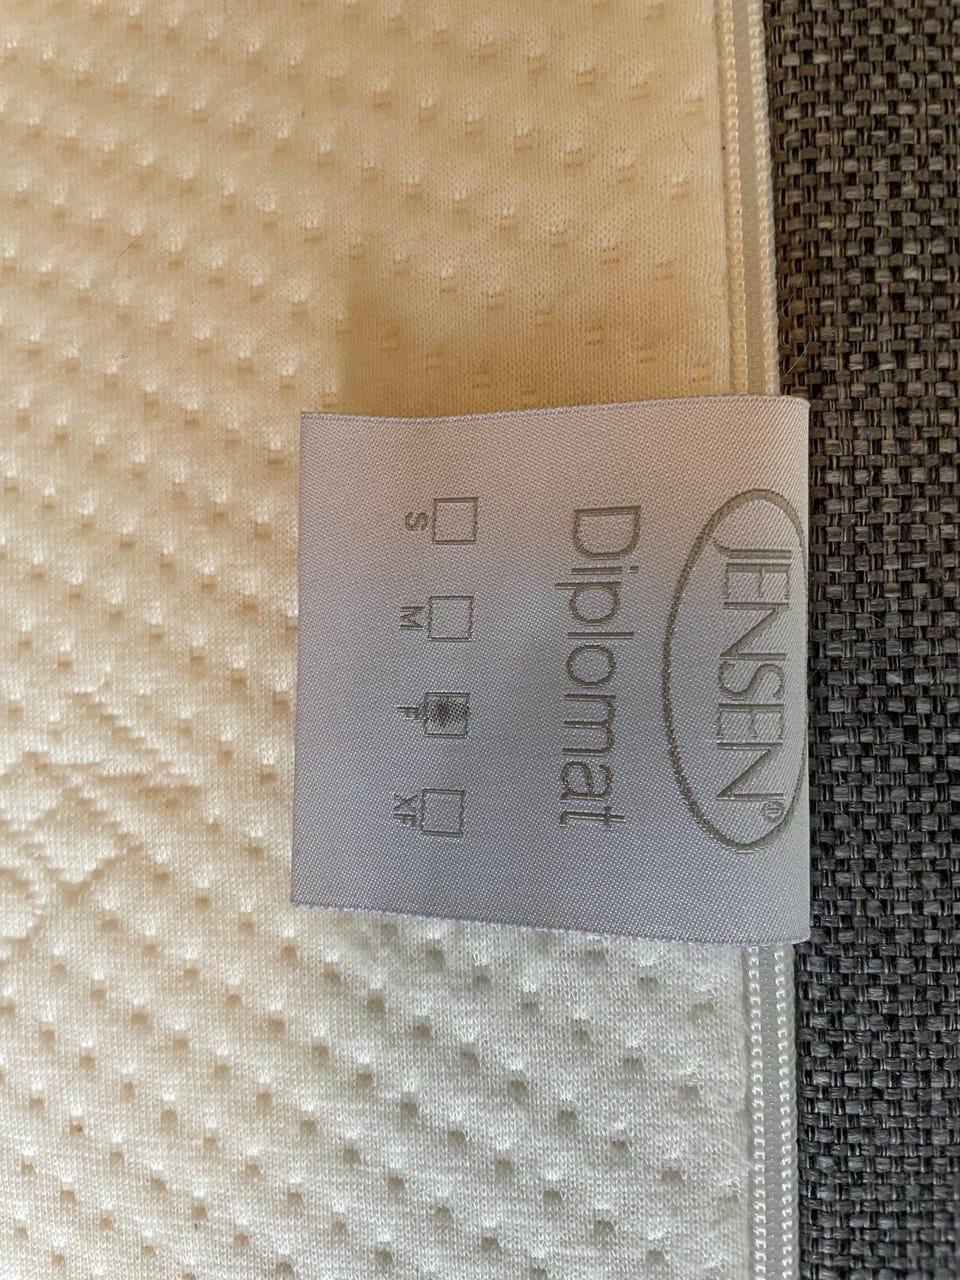 JENSEN®
Diplomat
S M F XF